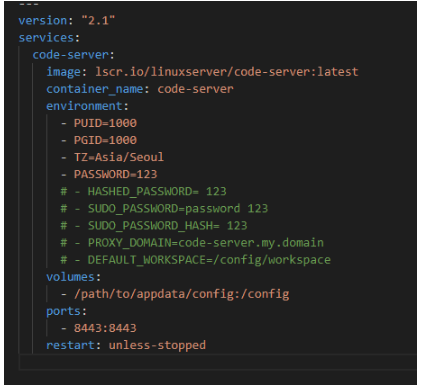 ---
version: "2.1"
services:
  code-server:
    image: lscr.io/linuxserver/code-server:latest
    container_name: code-server
    environment:
      - PUID=1000
      - PGID=1000
      - TZ=Asia/Seoul
      - PASSWORD=123
      # - HASHED_PASSWORD= 123
      # - SUDO_PASSWORD=password 123
      # - SUDO_PASSWORD_HASH= 123
      # - PROXY_DOMAIN=code-server.my.domain
      # - DEFAULT_WORKSPACE=/config/workspace
    volumes:
      - /path/to/appdata/config:/config
    ports:
      - 8443:8443
    restart: unless-stopped